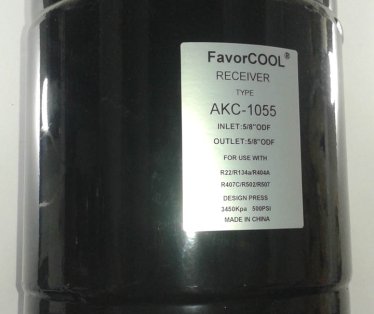 FavorCOOL®
RECEIVER
TYPE
AKC-1055
INLET:5/8"ODF
OUTLET:5/8"ODF
FOR USE WITH
R22/R134a/R404A
R407C/R502/R507
DESIGN PRESS
3450Kpa 500PSI
MADE IN CHINA